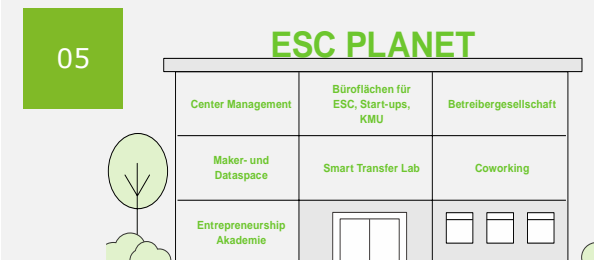 05
ESC PLANET
Center Management
Büroflächen für
ESC, Start-ups,
KMU
Betreibergesellschaft
Maker- und
Dataspace
Smart Transfer Lab
Coworking
Entrepreneurship
Akademie